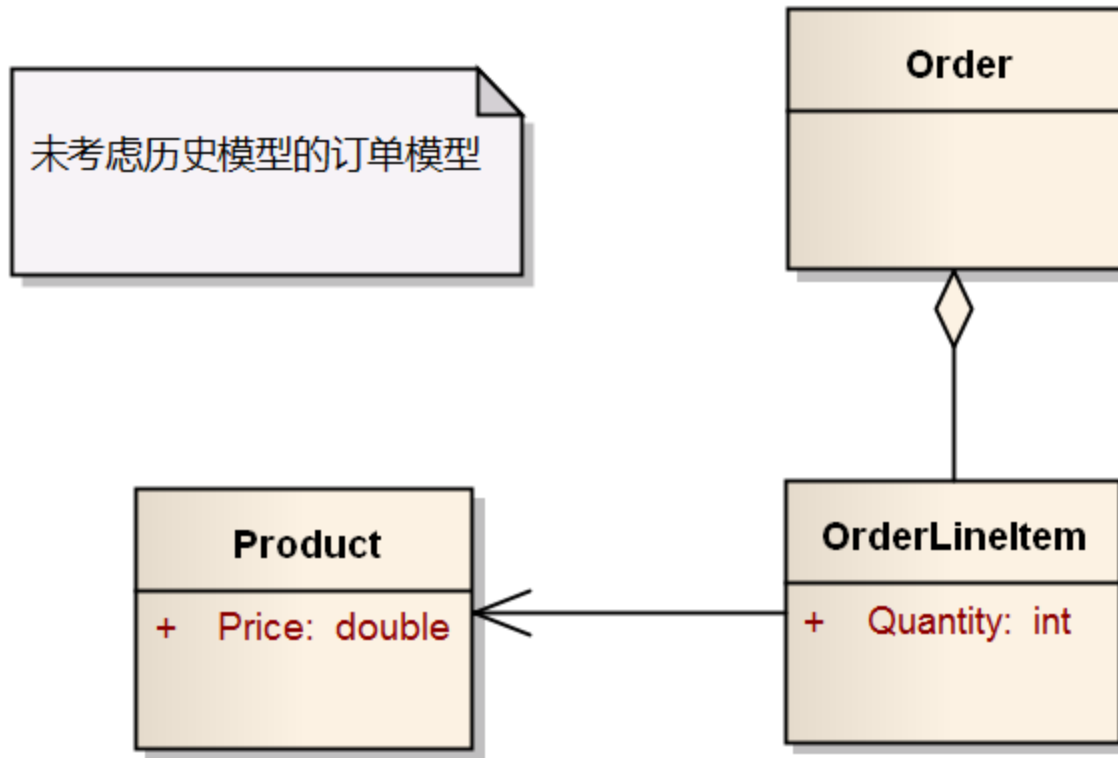 未考虑历史模型的订单模型
Order
Product
+ Price: double
OrderLineItem
+ Quantity: int